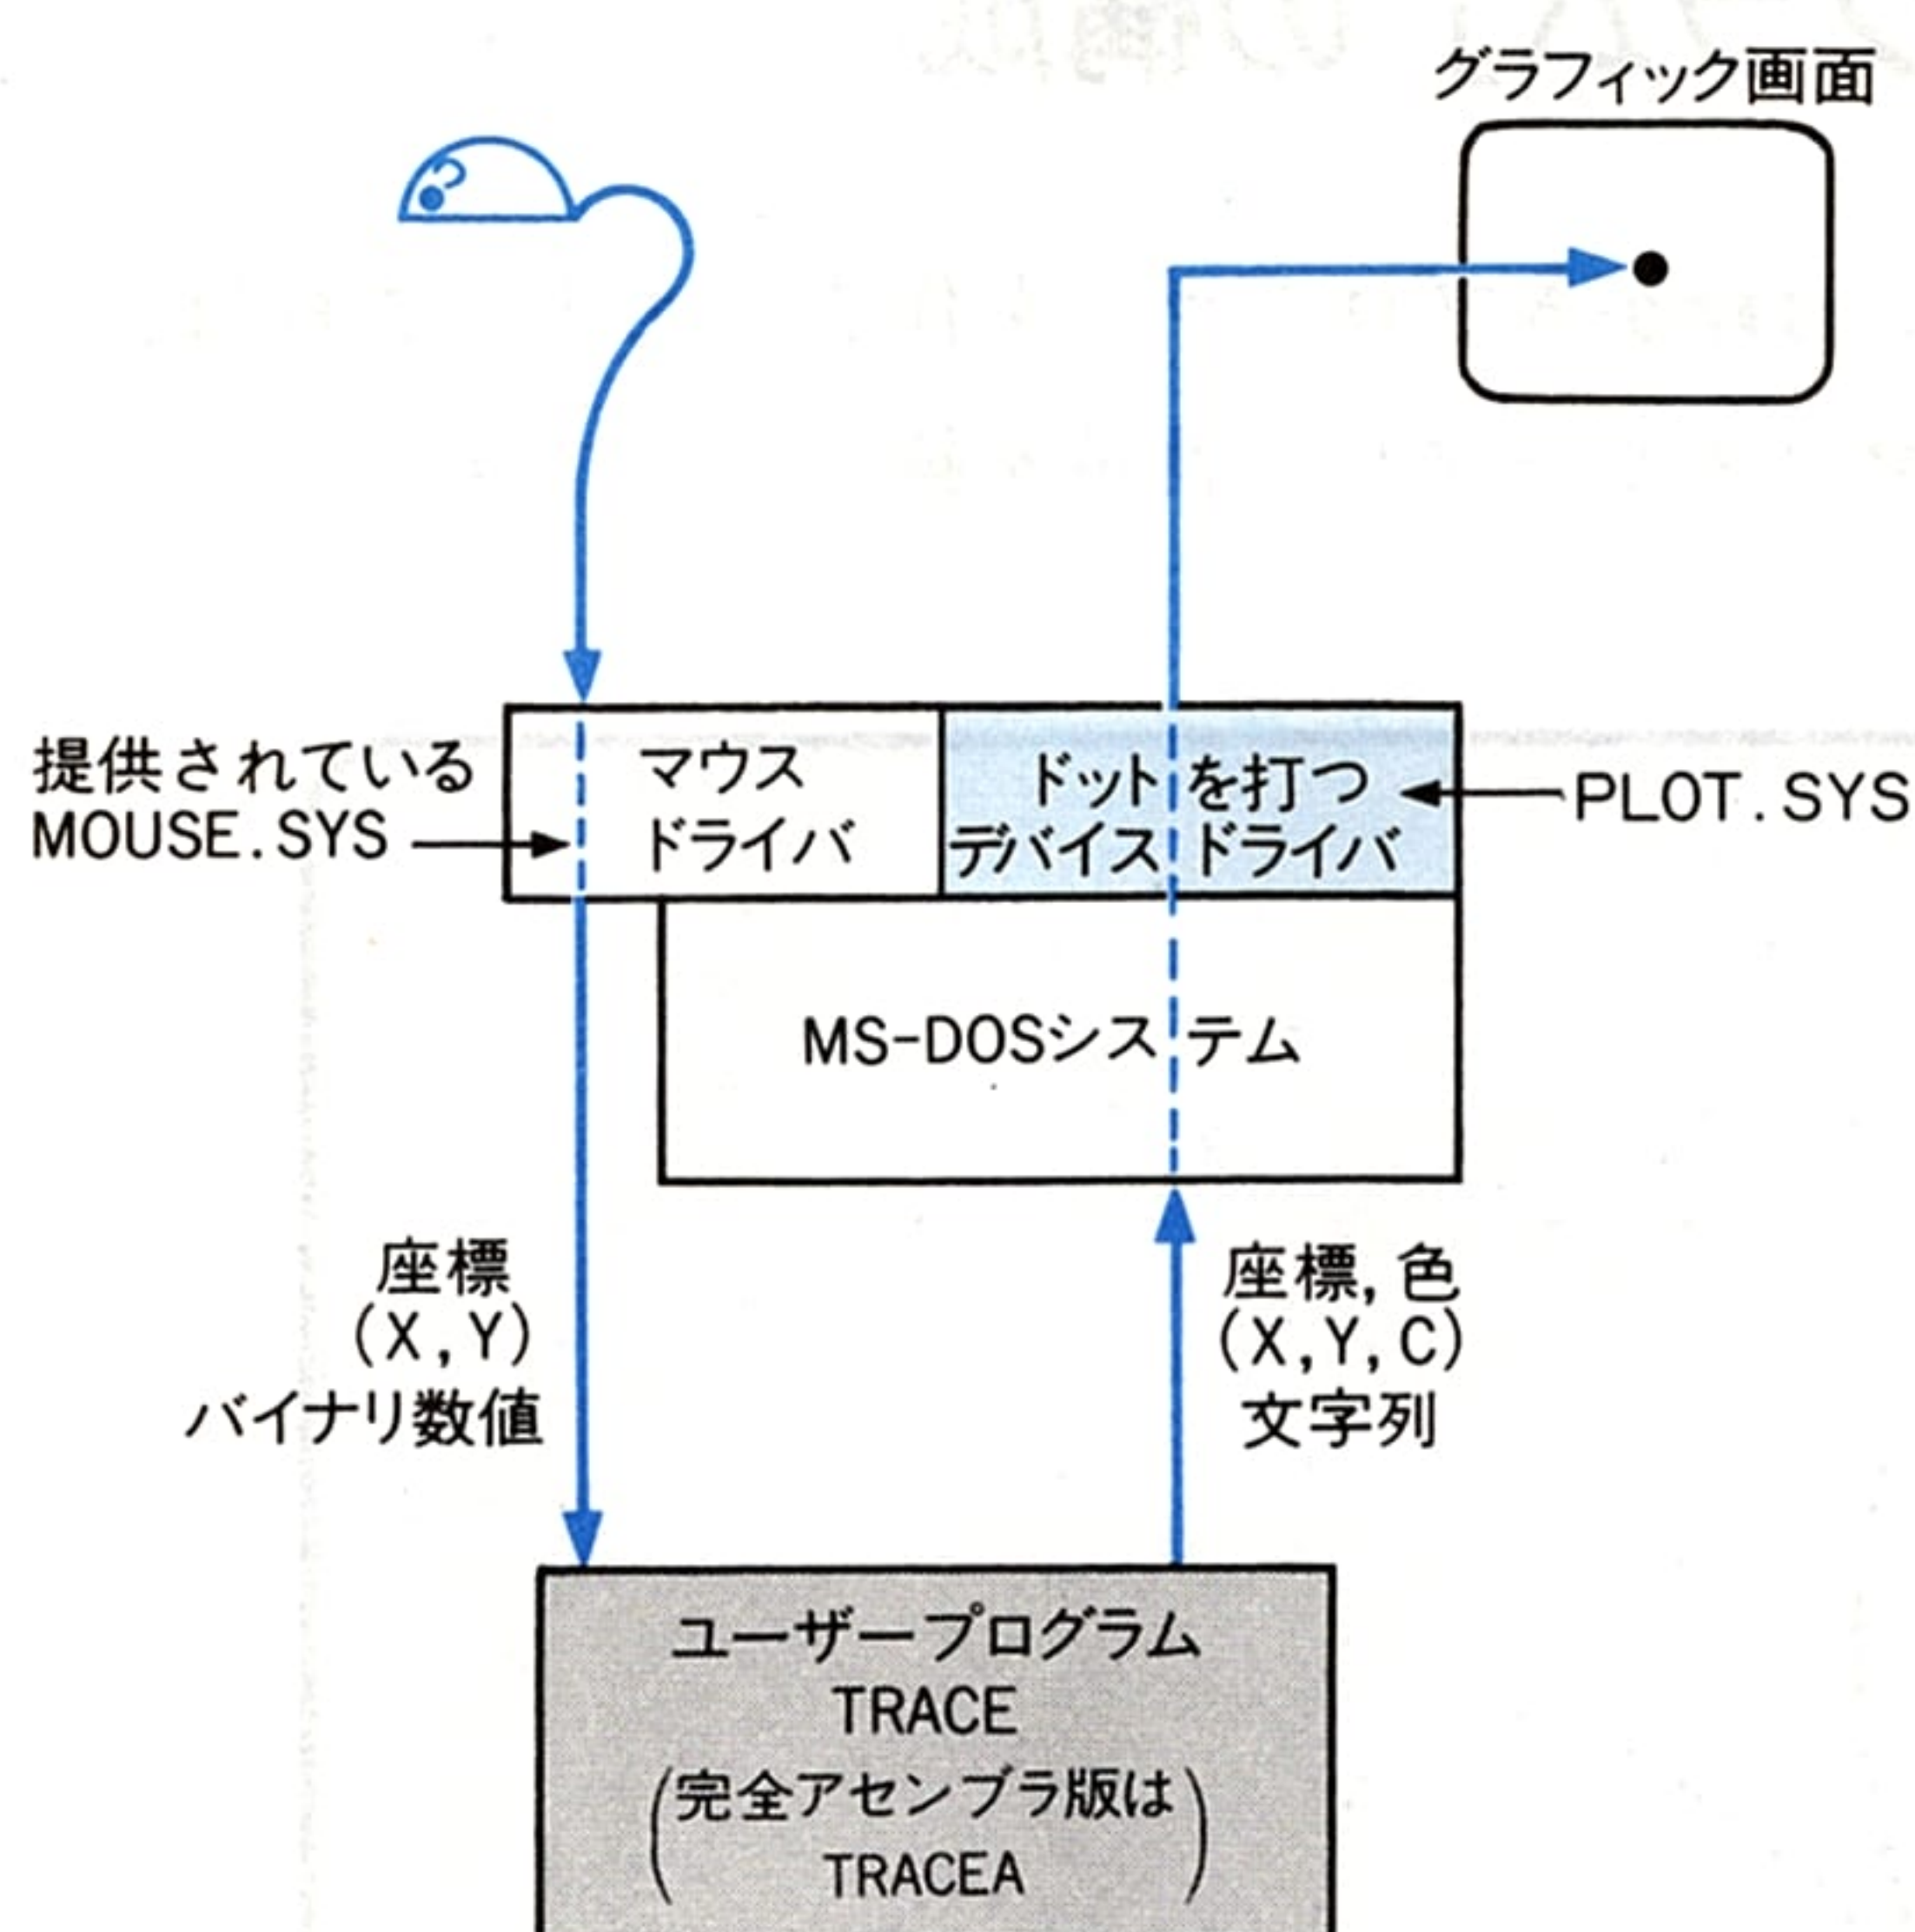 グラフィック画面
提供されている
MOUSE.SYS
マウス
ドライバ
ドットを打つ
デバイスドライバ
PLOT.SYS
MS-DOSシステム
座標
(X,Y)
バイナリ数値
座標,色
(X,Y,C)
文字列
ユーザープログラム
TRACE
(完全アセンブラ版は
TRACEA)